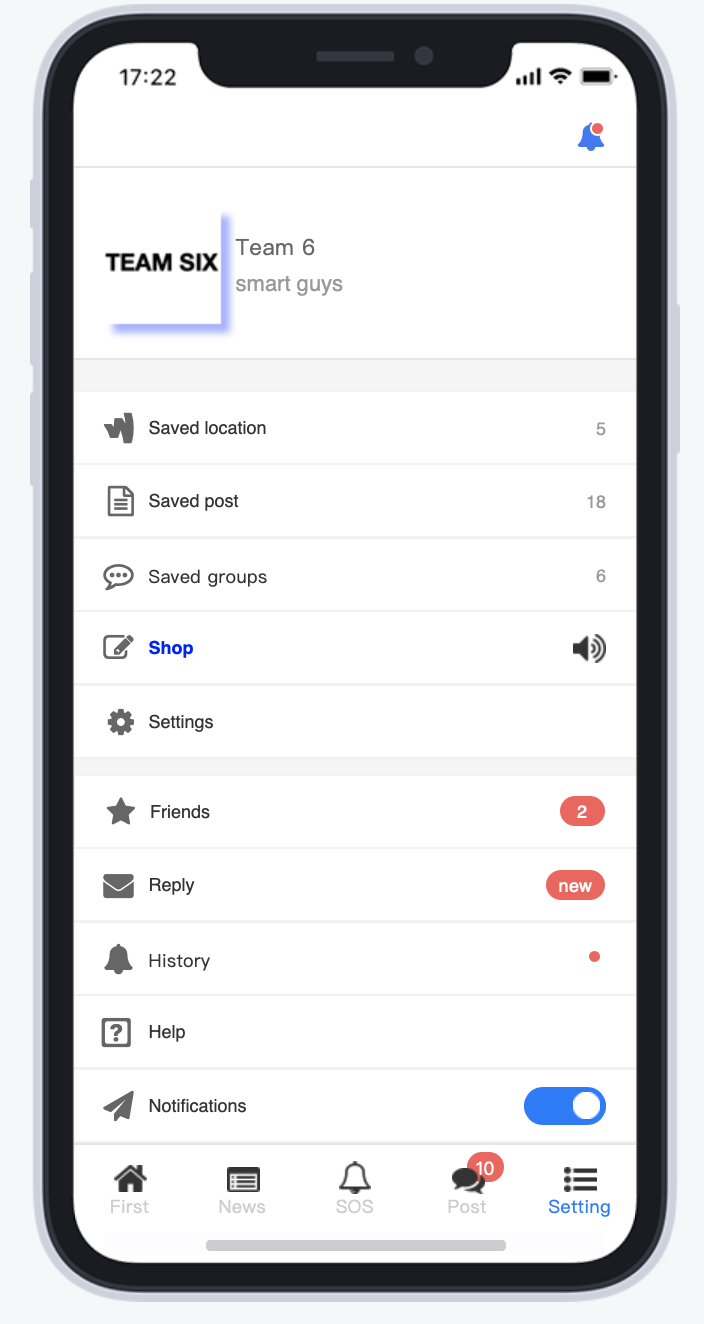 17:22
TEAM SIX
Team 6
smart guys
Saved location 5
Saved post 18
Saved groups 6
Shop
Settings
Friends 2
Reply new
History
Help
Notifications
10
First News SOS Post Setting